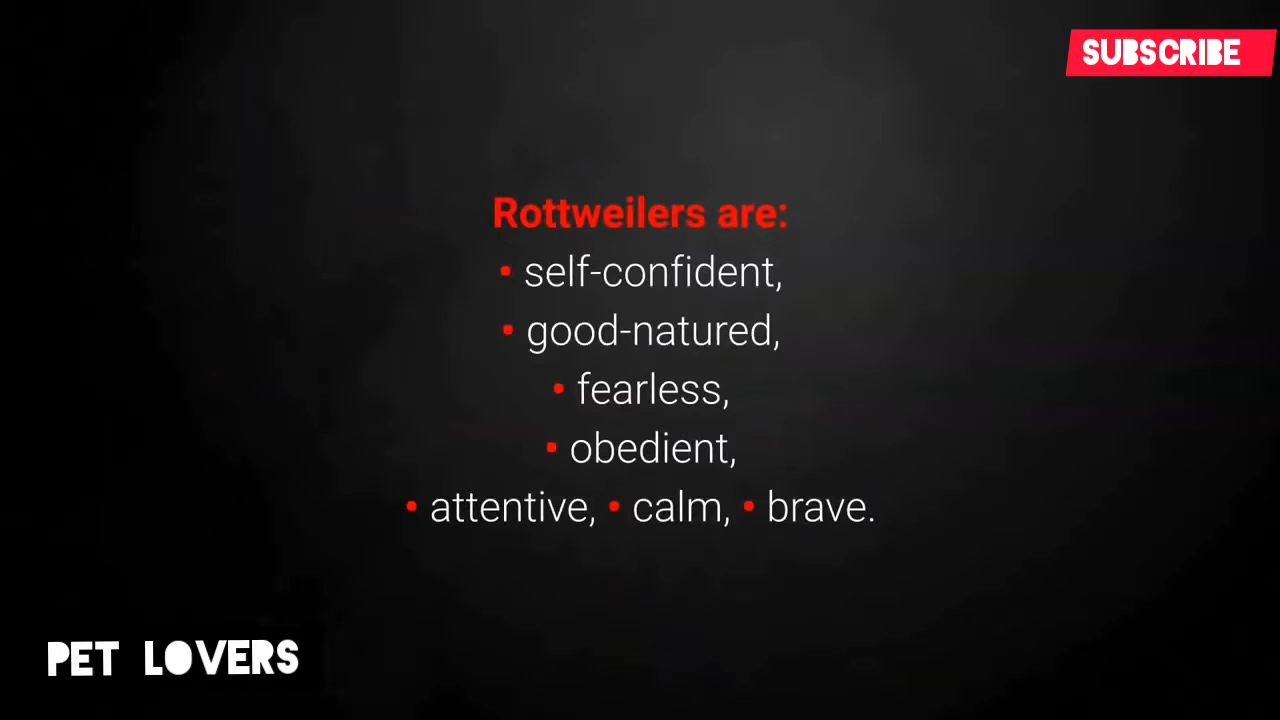 SUBSCRIBE
Rottweilers are:
• self-confident,
• good-natured,
• fearless,
• obedient,
• attentive, • calm, • brave.
PET LOVERS